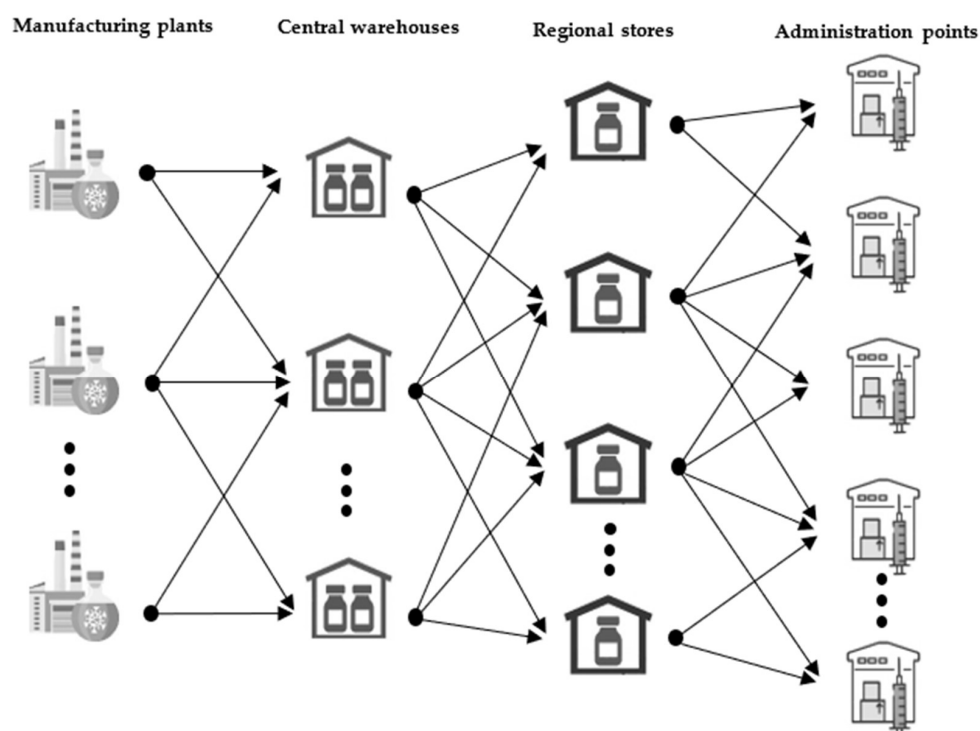 Manufacturing plants
Central warehouses
Regional stores
Administration points